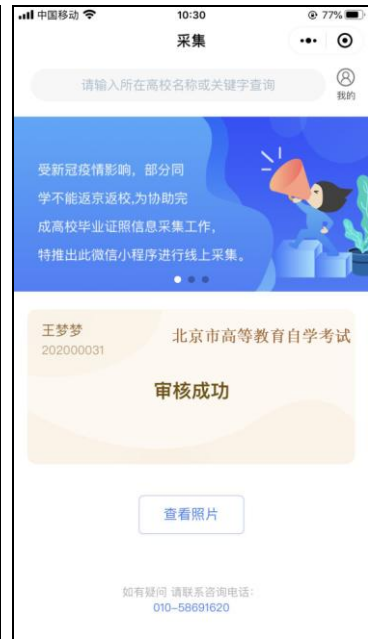 中国移动 10:30 77%
采集
请输入所在高校名称或关键字查询
我的
受新冠疫情影响，部分同
学不能返京返校,为协助完
成高校毕业证照信息采集工作，
特推出此微信小程序进行线上采集。
王梦梦 北京市高等教育自学考试
202000031
审核成功
查看照片
如有疑问 请联系咨询电话:
010-58691620